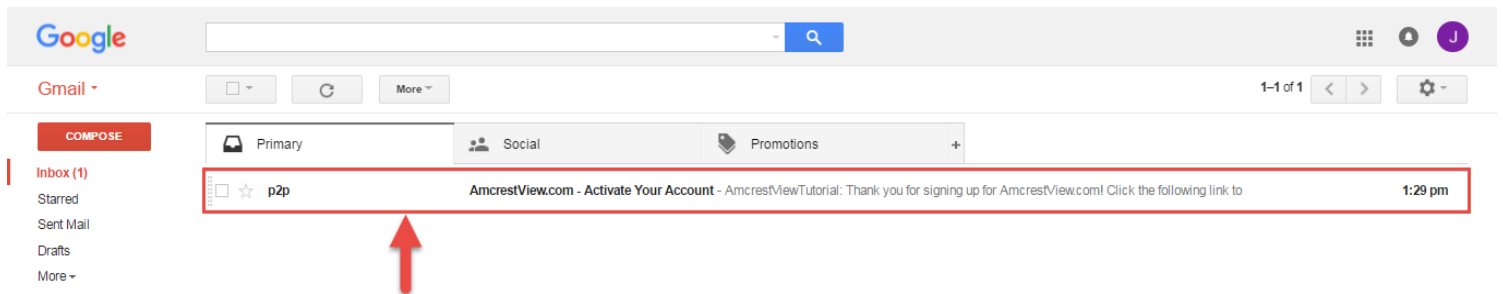 Google
J
Gmail
More
1–1 of 1
COMPOSE
Primary
Social
Promotions
+
Inbox (1)
p2p
AmcrestView.com - Activate Your Account - AmcrestViewTutorial: Thank you for signing up for AmcrestView.com! Click the following link to
1:29 pm
Starred
Sent Mail
Drafts
More